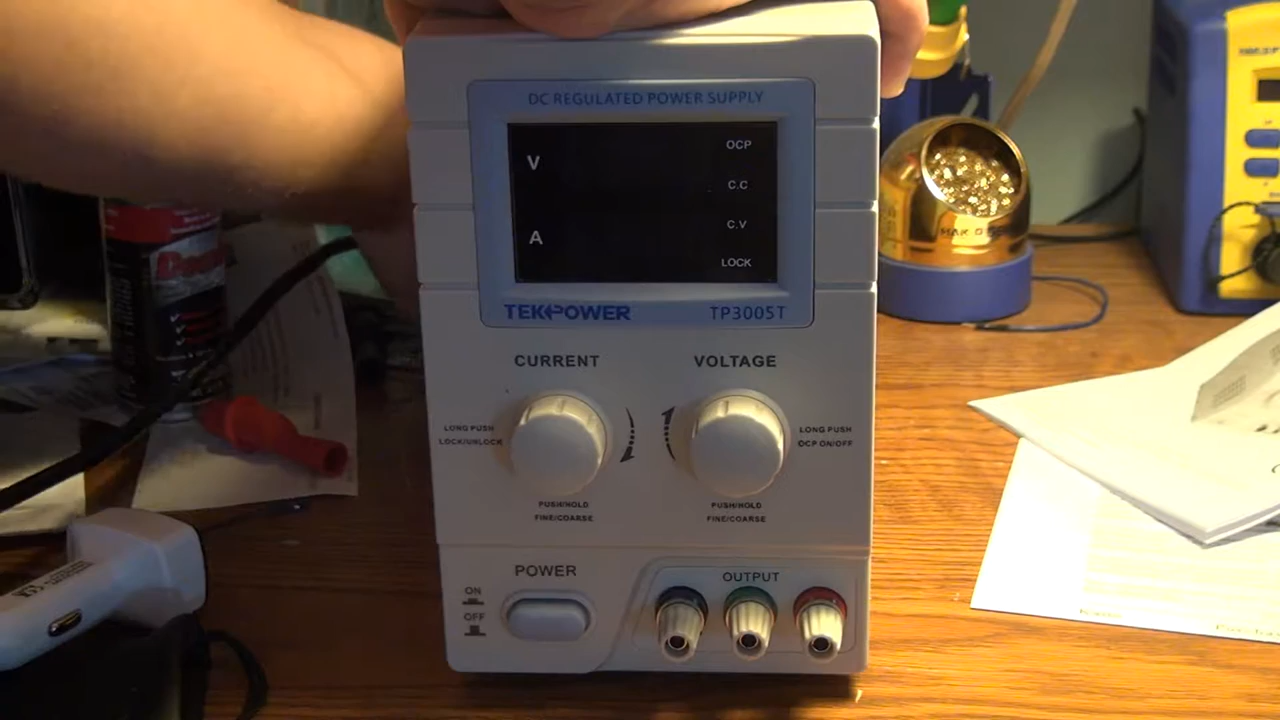 DC REGULATED POWER SUPPLY
V
OCP
C.C
C.V
A
LOCK
TEKPOWER
TP3005T
CURRENT
VOLTAGE
LONG PUSH
LOCK/UNLOCK
LONG PUSH
OCP ON/OFF
PUSH/HOLD
FINE/COARSE
PUSH/HOLD
FINE/COARSE
POWER
ON
OFF
OUTPUT